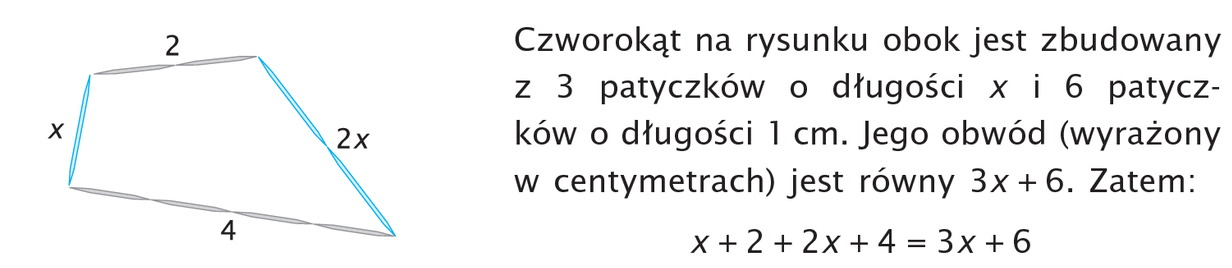 2
x
2x
4
Czworokąt na rysunku obok jest zbudowany
z 3 patyczków o długości x i 6 patycz-
ków o długości 1 cm. Jego obwód (wyrażony
w centymetrach) jest równy 3x + 6. Zatem:
x + 2 + 2x + 4 = 3x + 6